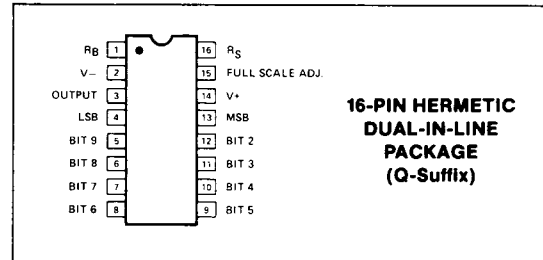 RB 1 16 RS
V– 2 15 FULL SCALE ADJ.
OUTPUT 3 14 V+
LSB 4 13 MSB
BIT 9 5 12 BIT 2
BIT 8 6 11 BIT 3
BIT 7 7 10 BIT 4
BIT 6 8 9 BIT 5
16-PIN HERMETIC
DUAL-IN-LINE
PACKAGE
(Q-Suffix)